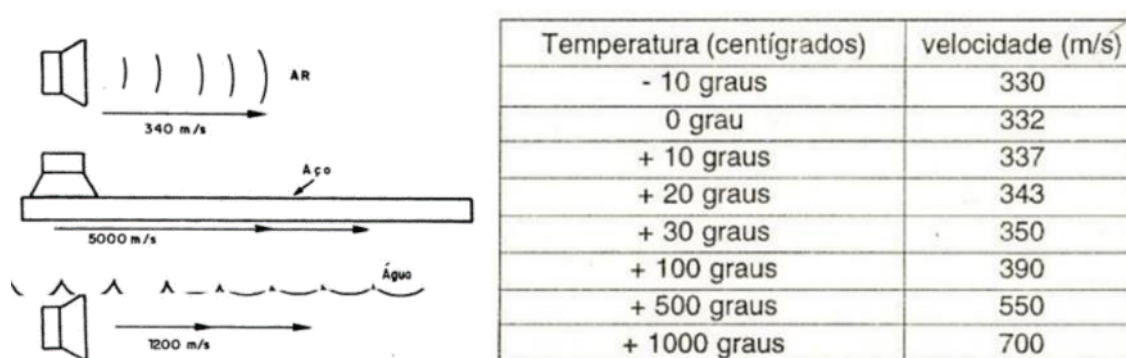 AR
340 m/s
Aço
5000 m/s
Água
1200 m/s
Temperatura (centígrados) velocidade (m/s)
- 10 graus 330
0 grau 332
+ 10 graus 337
+ 20 graus 343
+ 30 graus 350
+ 100 graus 390
+ 500 graus 550
+ 1000 graus 700